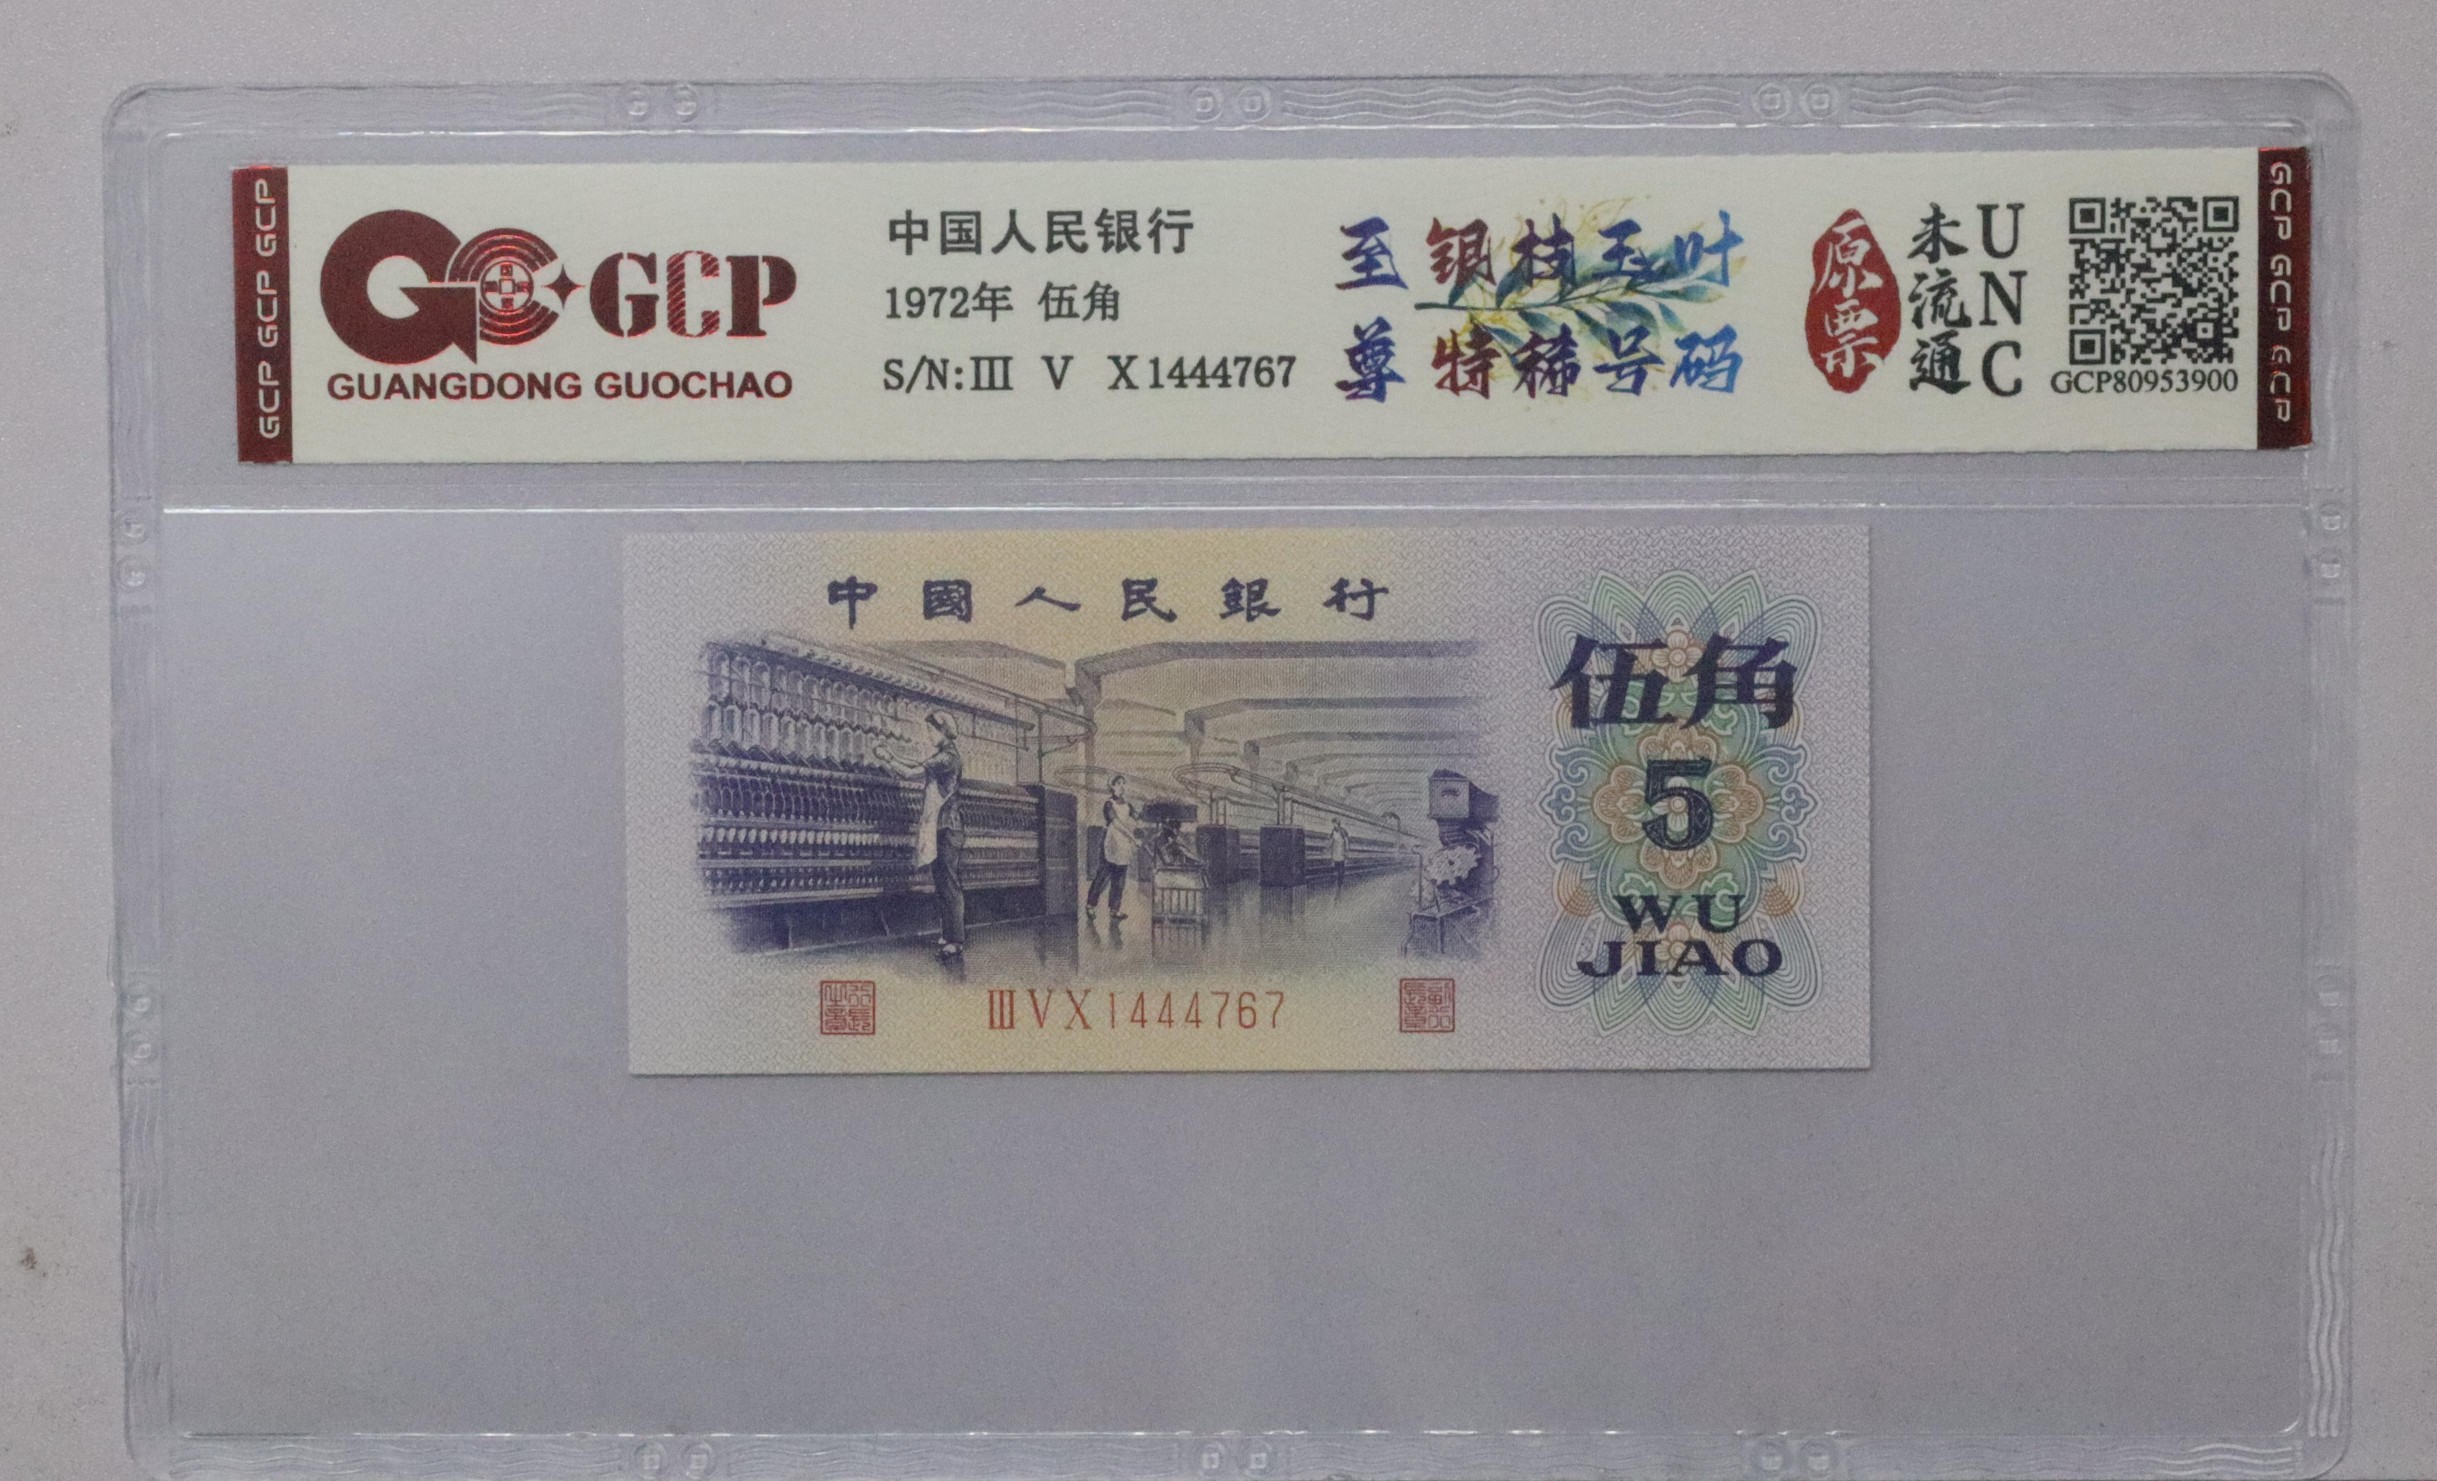 GCP GCP GCP
GCP
GUANGDONG GUOCHAO
中国人民银行
1972年 伍角
S/N:III V X1444767
至尊
银枝玉叶
特稀号码
原票
未流通
UNC
GCP80953900
GCP GCP GCP
中國人民銀行
伍角
5
WU
JIAO
III V X 1444767